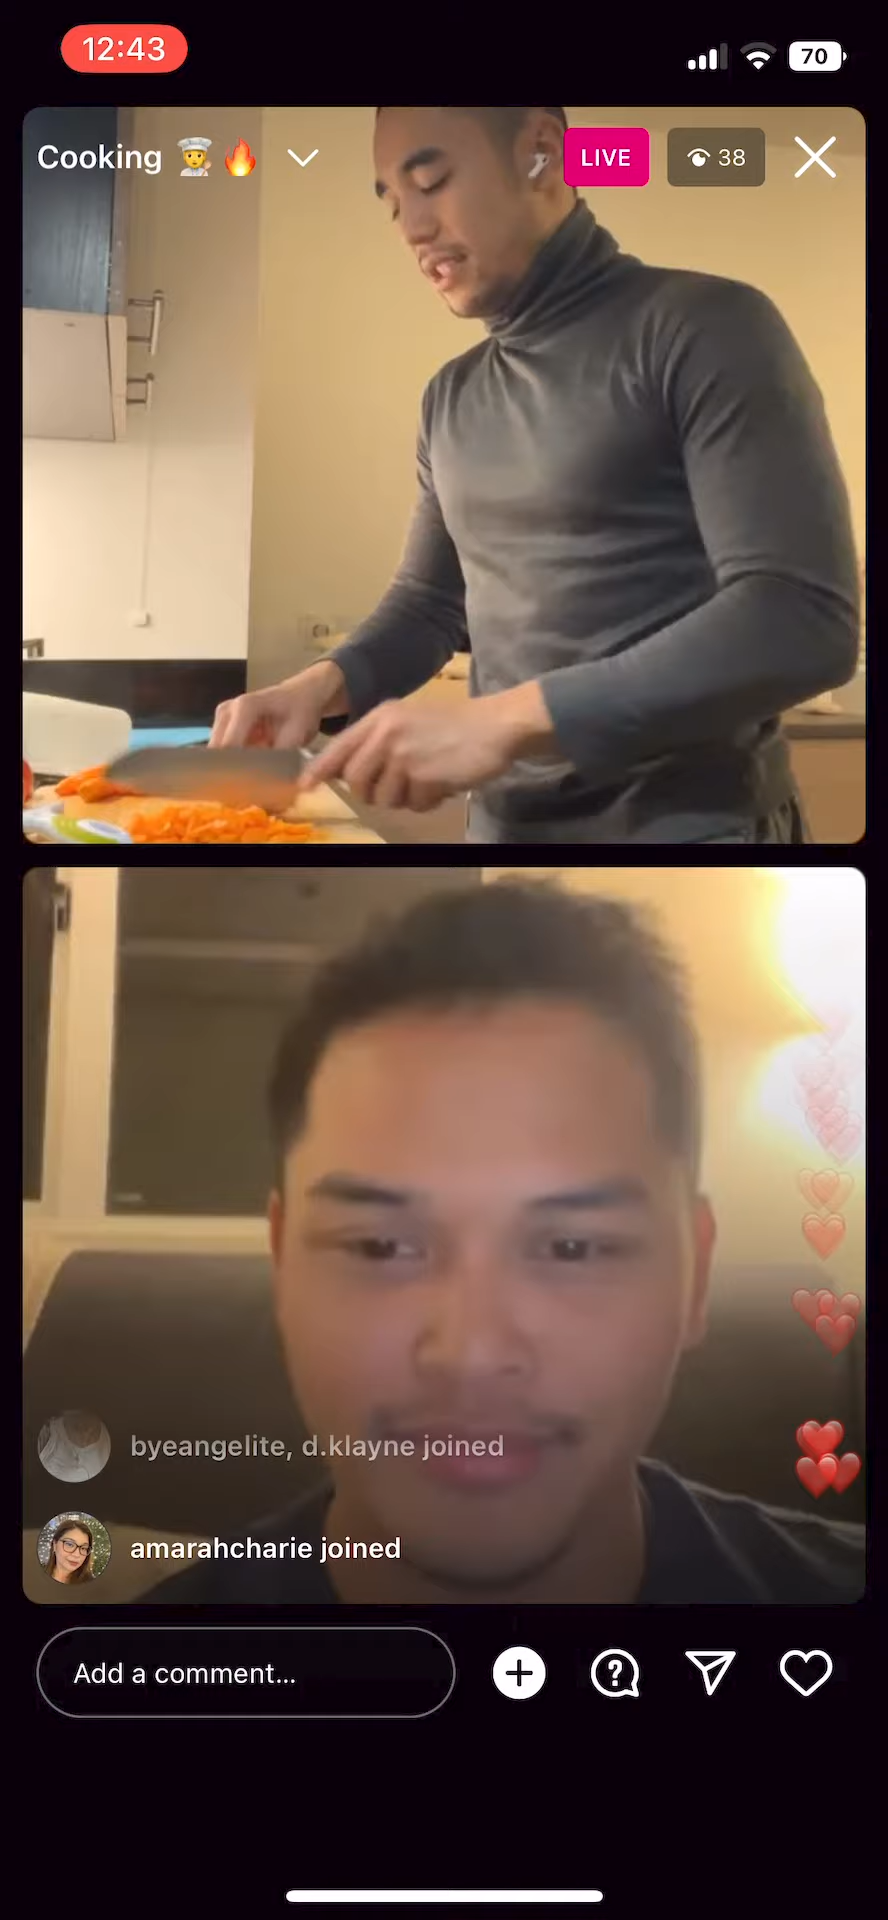 12:43
70
Cooking 🧑‍🍳🔥
LIVE
38
byeangelite, d.klayne joined
amarahcharie joined
Add a comment...